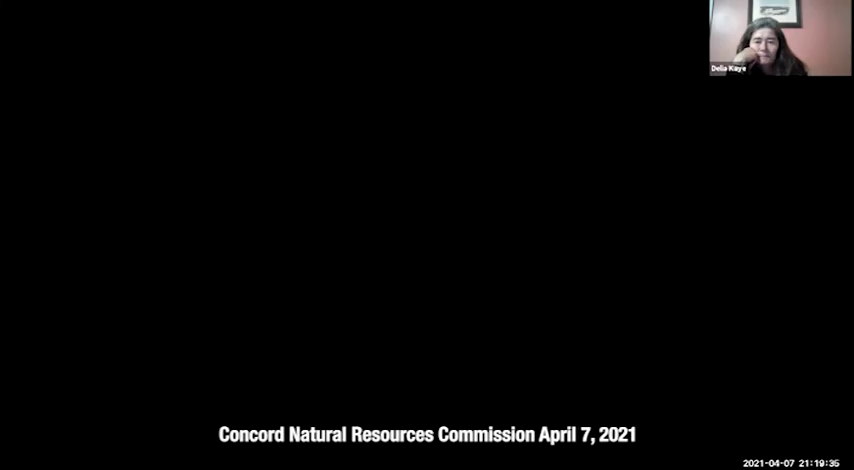 Delia Kaye
Concord Natural Resources Commission April 7, 2021
2021-04-07 21:19:35